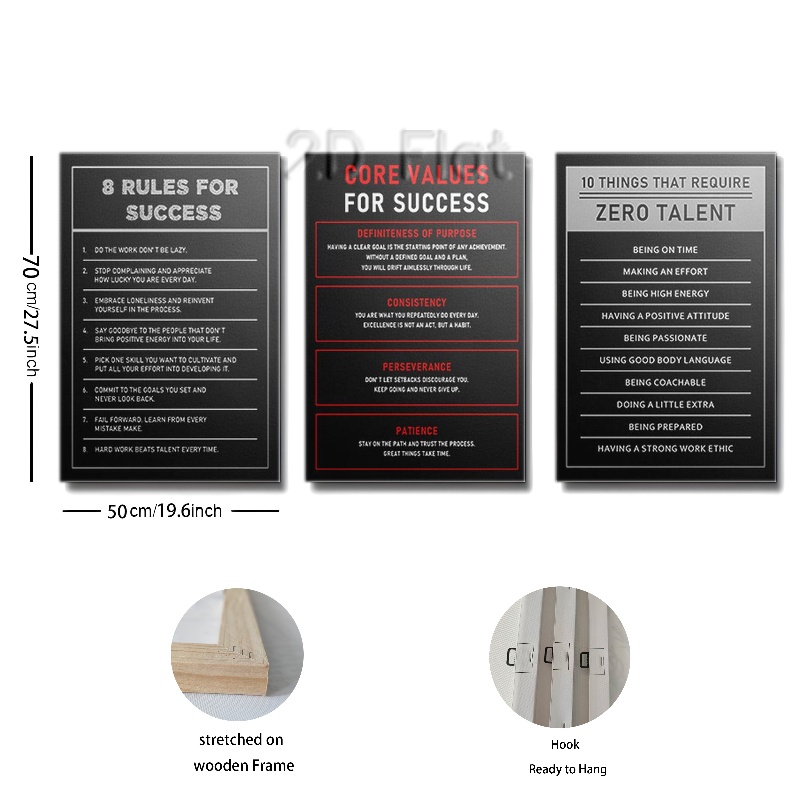 2D Flat
8 RULES FOR
SUCCESS
1. DO THE WORK DON'T BE LAZY.
2. STOP COMPLAINING AND APPRECIATE
HOW LUCKY YOU ARE EVERY DAY.
3. EMBRACE LONELINESS AND REINVENT
YOURSELF IN THE PROCESS.
4. SAY GOODBYE TO THE PEOPLE THAT DON'T
BRING POSITIVE ENERGY INTO YOUR LIFE.
5. PICK ONE SKILL YOU WANT TO CULTIVATE AND
PUT ALL YOUR EFFORT INTO DEVELOPING IT.
6. COMMIT TO THE GOALS YOU SET AND
NEVER LOOK BACK.
7. FAIL FORWARD. LEARN FROM EVERY
MISTAKE MAKE.
8. HARD WORK BEATS TALENT EVERY TIME.
CORE VALUES
FOR SUCCESS
DEFINITENESS OF PURPOSE
HAVING A CLEAR GOAL IS THE STARTING POINT OF ANY ACHIEVEMENT.
WITHOUT A DEFINED GOAL AND A PLAN,
YOU WILL DRIFT AIMLESSLY THROUGH LIFE.
CONSISTENCY
YOU ARE WHAT YOU REPEATEDLY DO EVERY DAY.
EXCELLENCE IS NOT AN ACT, BUT A HABIT.
PERSEVERANCE
DON'T LET SETBACKS DISCOURAGE YOU.
KEEP GOING AND NEVER GIVE UP.
PATIENCE
STAY ON THE PATH AND TRUST THE PROCESS.
GREAT THINGS TAKE TIME.
10 THINGS THAT REQUIRE
ZERO TALENT
BEING ON TIME
MAKING AN EFFORT
BEING HIGH ENERGY
HAVING A POSITIVE ATTITUDE
BEING PASSIONATE
USING GOOD BODY LANGUAGE
BEING COACHABLE
DOING A LITTLE EXTRA
BEING PREPARED
HAVING A STRONG WORK ETHIC
70 cm/27.5inch
50 cm/19.6inch
stretched on
wooden Frame
Hook
Ready to Hang